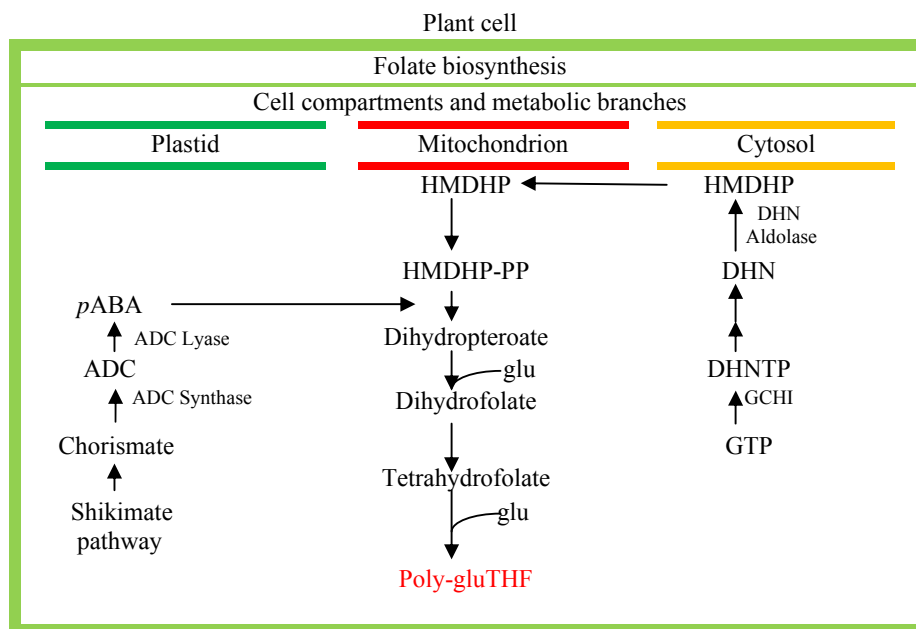 Plant cell
Folate biosynthesis
Cell compartments and metabolic branches
Plastid
Mitochondrion
Cytosol
HMDHP
HMDHP
DHN
Aldolase
HMDHP-PP
DHN
pABA
Dihydropteroate
ADC Lyase
glu
ADC
DHNTP
Dihydrofolate
ADC Synthase
GCHI
Chorismate
GTP
Tetrahydrofolate
Shikimate
pathway
glu
Poly-gluTHF